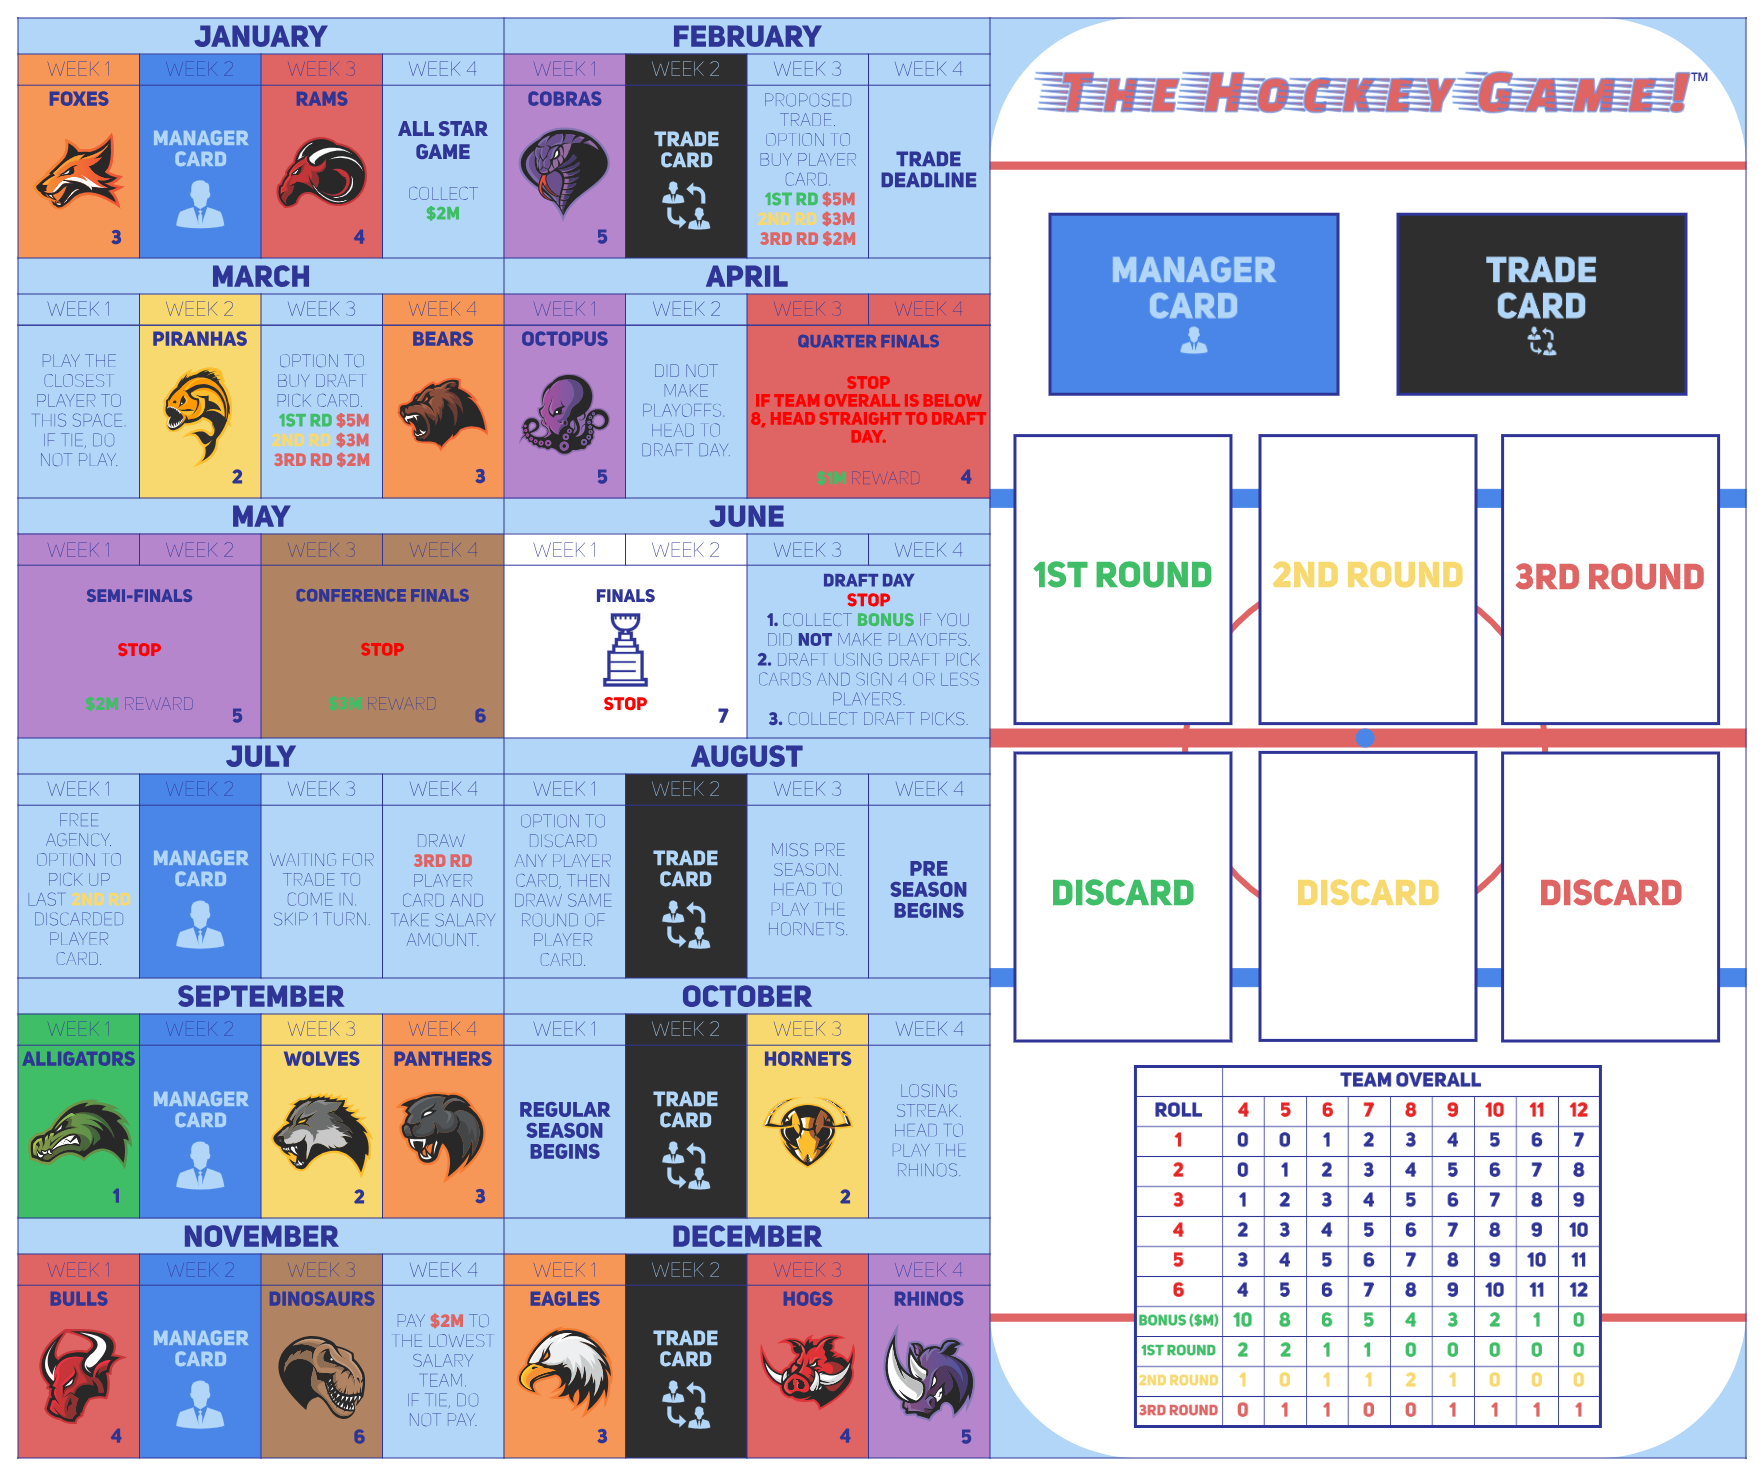 JANUARY
WEEK 1
FOXES
3
WEEK 2
MANAGER
CARD
WEEK 3
RAMS
4
WEEK 4
ALL STAR
GAME
COLLECT
$2M
FEBRUARY
WEEK 1
COBRAS
5
WEEK 2
TRADE
CARD
WEEK 3
PROPOSED
TRADE.
OPTION TO
BUY PLAYER
CARD.
1ST RD $5M
2ND RD $3M
3RD RD $2M
WEEK 4
TRADE
DEADLINE
MARCH
WEEK 1
PLAY THE
CLOSEST
PLAYER TO
THIS SPACE.
IF TIE, DO
NOT PLAY.
WEEK 2
PIRANHAS
2
WEEK 3
OPTION TO
BUY DRAFT
PICK CARD.
1ST RD $5M
2ND RD $3M
3RD RD $2M
WEEK 4
BEARS
3
APRIL
WEEK 1
OCTOPUS
5
WEEK 2
DID NOT
MAKE
PLAYOFFS.
HEAD TO
DRAFT DAY.
WEEK 3
WEEK 4
QUARTER FINALS
STOP
IF TEAM OVERALL IS BELOW
8, HEAD STRAIGHT TO DRAFT
DAY.
$1M REWARD
4
MAY
WEEK 1
WEEK 2
SEMI-FINALS
STOP
$2M REWARD
5
WEEK 3
WEEK 4
CONFERENCE FINALS
STOP
$3M REWARD
6
JUNE
WEEK 1
WEEK 2
FINALS
STOP
7
WEEK 3
WEEK 4
DRAFT DAY
STOP
1. COLLECT BONUS IF YOU
DID NOT MAKE PLAYOFFS.
2. DRAFT USING DRAFT PICK
CARDS AND SIGN 4 OR LESS
PLAYERS.
3. COLLECT DRAFT PICKS.
JULY
WEEK 1
FREE
AGENCY.
OPTION TO
PICK UP
LAST 2ND RD
DISCARDED
PLAYER
CARD.
WEEK 2
MANAGER
CARD
WEEK 3
WAITING FOR
TRADE TO
COME IN.
SKIP 1 TURN.
WEEK 4
DRAW
3RD RD
PLAYER
CARD AND
TAKE SALARY
AMOUNT.
AUGUST
WEEK 1
OPTION TO
DISCARD
ANY PLAYER
CARD, THEN
DRAW SAME
ROUND OF
PLAYER
CARD.
WEEK 2
TRADE
CARD
WEEK 3
MISS PRE
SEASON.
HEAD TO
PLAY THE
HORNETS.
WEEK 4
PRE
SEASON
BEGINS
SEPTEMBER
WEEK 1
ALLIGATORS
1
WEEK 2
MANAGER
CARD
WEEK 3
WOLVES
2
WEEK 4
PANTHERS
3
OCTOBER
WEEK 1
REGULAR
SEASON
BEGINS
WEEK 2
TRADE
CARD
WEEK 3
HORNETS
2
WEEK 4
LOSING
STREAK.
HEAD TO
PLAY THE
RHINOS.
NOVEMBER
WEEK 1
BULLS
4
WEEK 2
MANAGER
CARD
WEEK 3
DINOSAURS
6
WEEK 4
PAY $2M TO
THE LOWEST
SALARY
TEAM.
IF TIE, DO
NOT PAY.
DECEMBER
WEEK 1
EAGLES
3
WEEK 2
TRADE
CARD
WEEK 3
HOGS
4
WEEK 4
RHINOS
5
THE HOCKEY GAME!™
MANAGER
CARD
TRADE
CARD
1ST ROUND
2ND ROUND
3RD ROUND
DISCARD
DISCARD
DISCARD
TEAM OVERALL
ROLL 4 5 6 7 8 9 10 11 12
1 0 0 1 2 3 4 5 6 7
2 0 1 2 3 4 5 6 7 8
3 1 2 3 4 5 6 7 8 9
4 2 3 4 5 6 7 8 9 10
5 3 4 5 6 7 8 9 10 11
6 4 5 6 7 8 9 10 11 12
BONUS ($M) 10 8 6 5 4 3 2 1 0
1ST ROUND 2 2 1 1 0 0 0 0 0
2ND ROUND 1 0 1 1 2 1 0 0 0
3RD ROUND 0 1 1 0 0 1 1 1 1